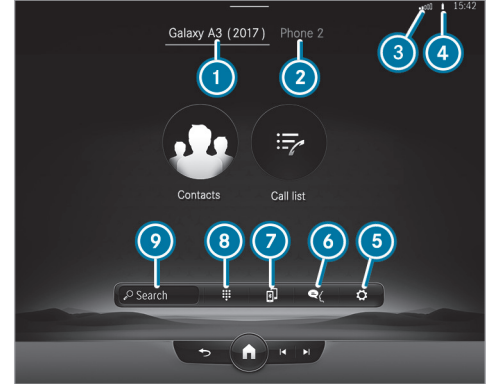 15:42
Galaxy A3 (2017) Phone 2
3 4
1 2
Contacts Call list
9 8 7 6 5
Search